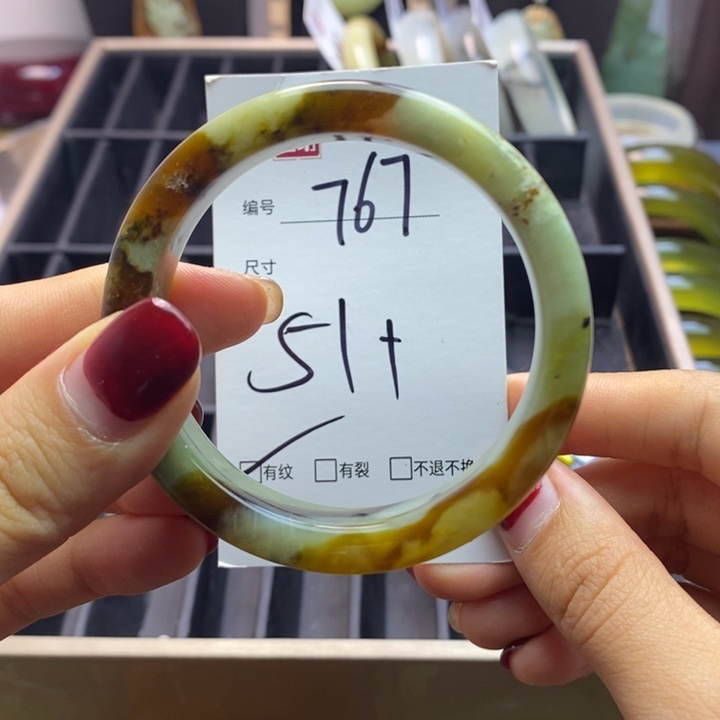 编号 767
尺寸
51+
有纹 有裂 不退不换